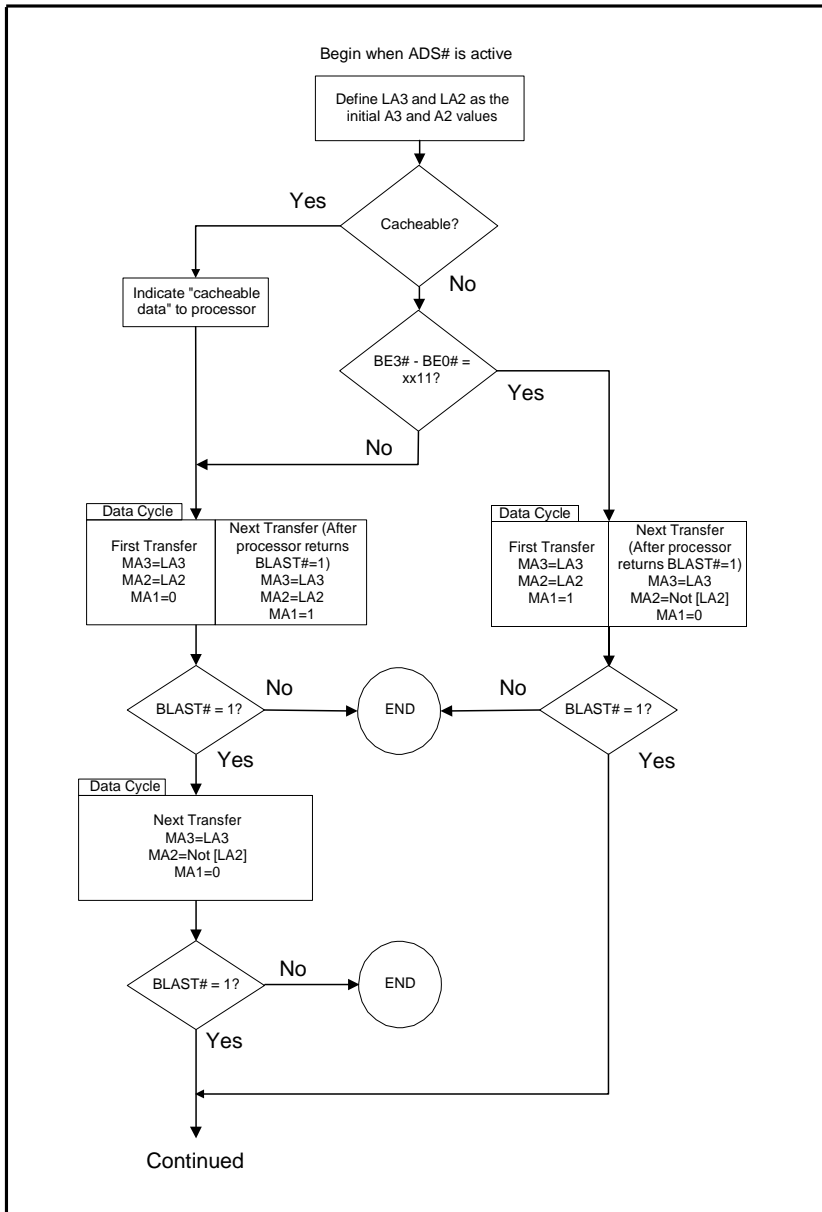 Begin when ADS# is active
Define LA3 and LA2 as the
initial A3 and A2 values
Yes
Cacheable?
No
Indicate "cacheable
data" to processor
BE3# - BE0# =
xx11?
Yes
No
Data Cycle
First Transfer
MA3=LA3
MA2=LA2
MA1=0
Next Transfer (After
processor returns
BLAST#=1)
MA3=LA3
MA2=LA2
MA1=1
Data Cycle
First Transfer
MA3=LA3
MA2=LA2
MA1=1
Next Transfer
(After processor
returns BLAST#=1)
MA3=LA3
MA2=Not [LA2]
MA1=0
BLAST# = 1?
No
END
No
BLAST# = 1?
Yes
Yes
Data Cycle
Next Transfer
MA3=LA3
MA2=Not [LA2]
MA1=0
BLAST# = 1?
No
END
Yes
Continued